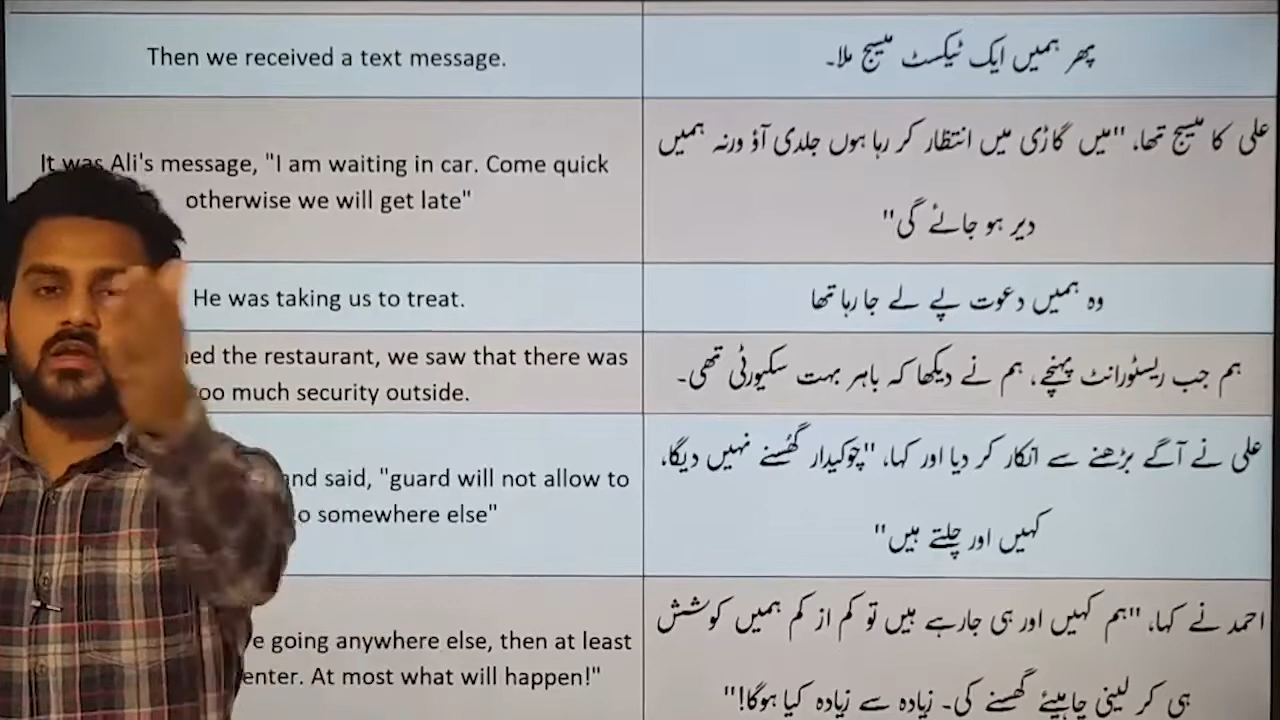 Then we received a text message.
پھر ہمیں ایک ٹیکسٹ میسج ملا۔
It was Ali's message, "I am waiting in car. Come quick
otherwise we will get late"
علی کا میسج تھا، "میں گاڑی میں انتظار کر رہا ہوں جلدی آؤ ورنہ ہمیں
دیر ہو جائے گی"
He was taking us to treat.
وہ ہمیں دعوت پے لے جا رہا تھا
the restaurant, we saw that there was
much security outside.
ہم جب ریسٹورانٹ پہنچے، ہم نے دیکھا کہ باہر بہت سکیورٹی تھی۔
and said, "guard will not allow to
somewhere else"
علی نے آگے بڑھنے سے انکار کر دیا اور کہا، "چوکیدار گھُسنے نہیں دیگا،
کہیں اور چلتے ہیں"
going anywhere else, then at least
enter. At most what will happen!"
احمد نے کہا، "ہم کہیں اور ہی جارہے ہیں تو کم از کم ہمیں کوشش
ہی کر لینی چاہیئے گھسنے کی۔ زیادہ سے زیادہ کیا ہوگا!"